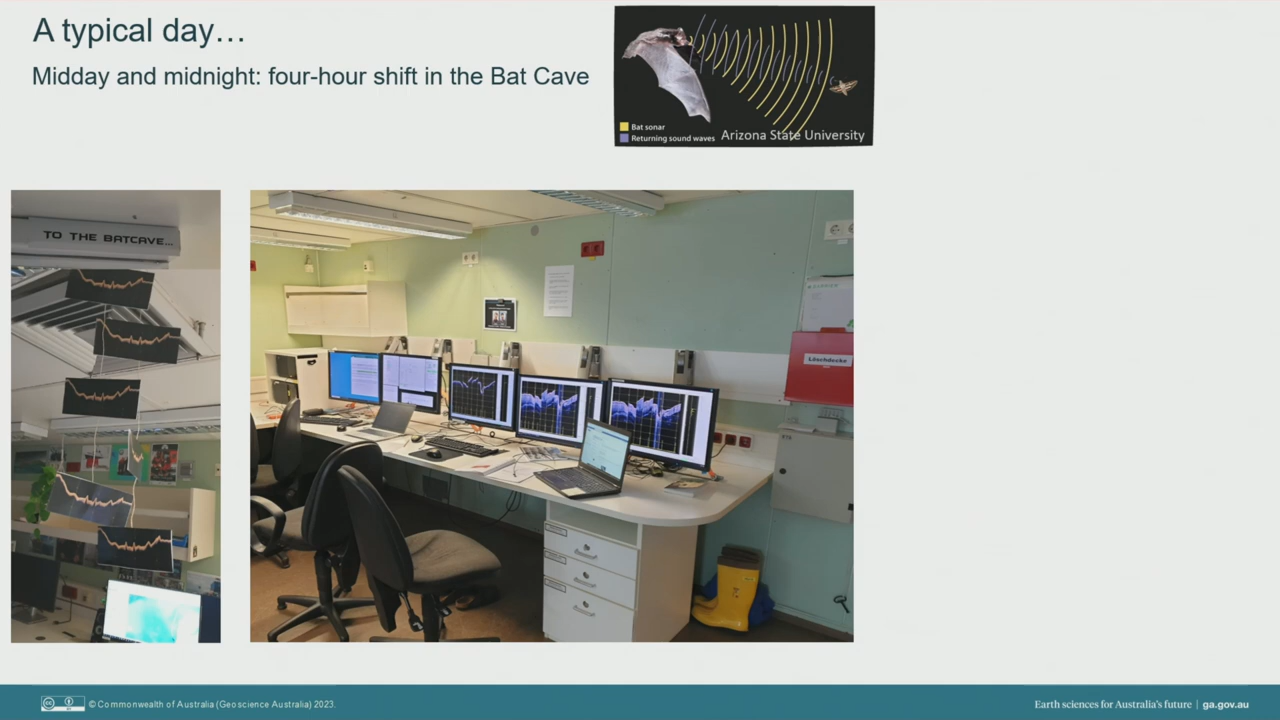 A typical day…
Midday and midnight: four-hour shift in the Bat Cave
Bat sonar
Returning sound waves
Arizona State University
TO THE BATCAVE...
Löschdecke
© Commonwealth of Australia (Geoscience Australia) 2023.
Earth sciences for Australia's future | ga.gov.au